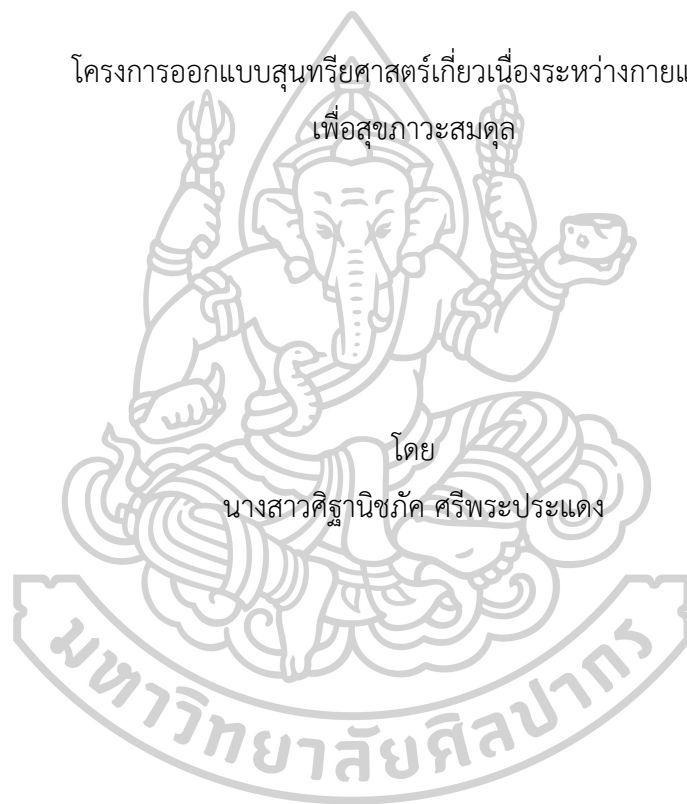 โครงการออกแบบสุนทรียศาสตร์เกี่ยวเนื่องระหว่างกายแ
เพื่อสุขภาวะสมดุล
โดย
นางสาวศิฐานิชภัค ศรีพระประแดง
มหาวิทยาลัยศิลปากร